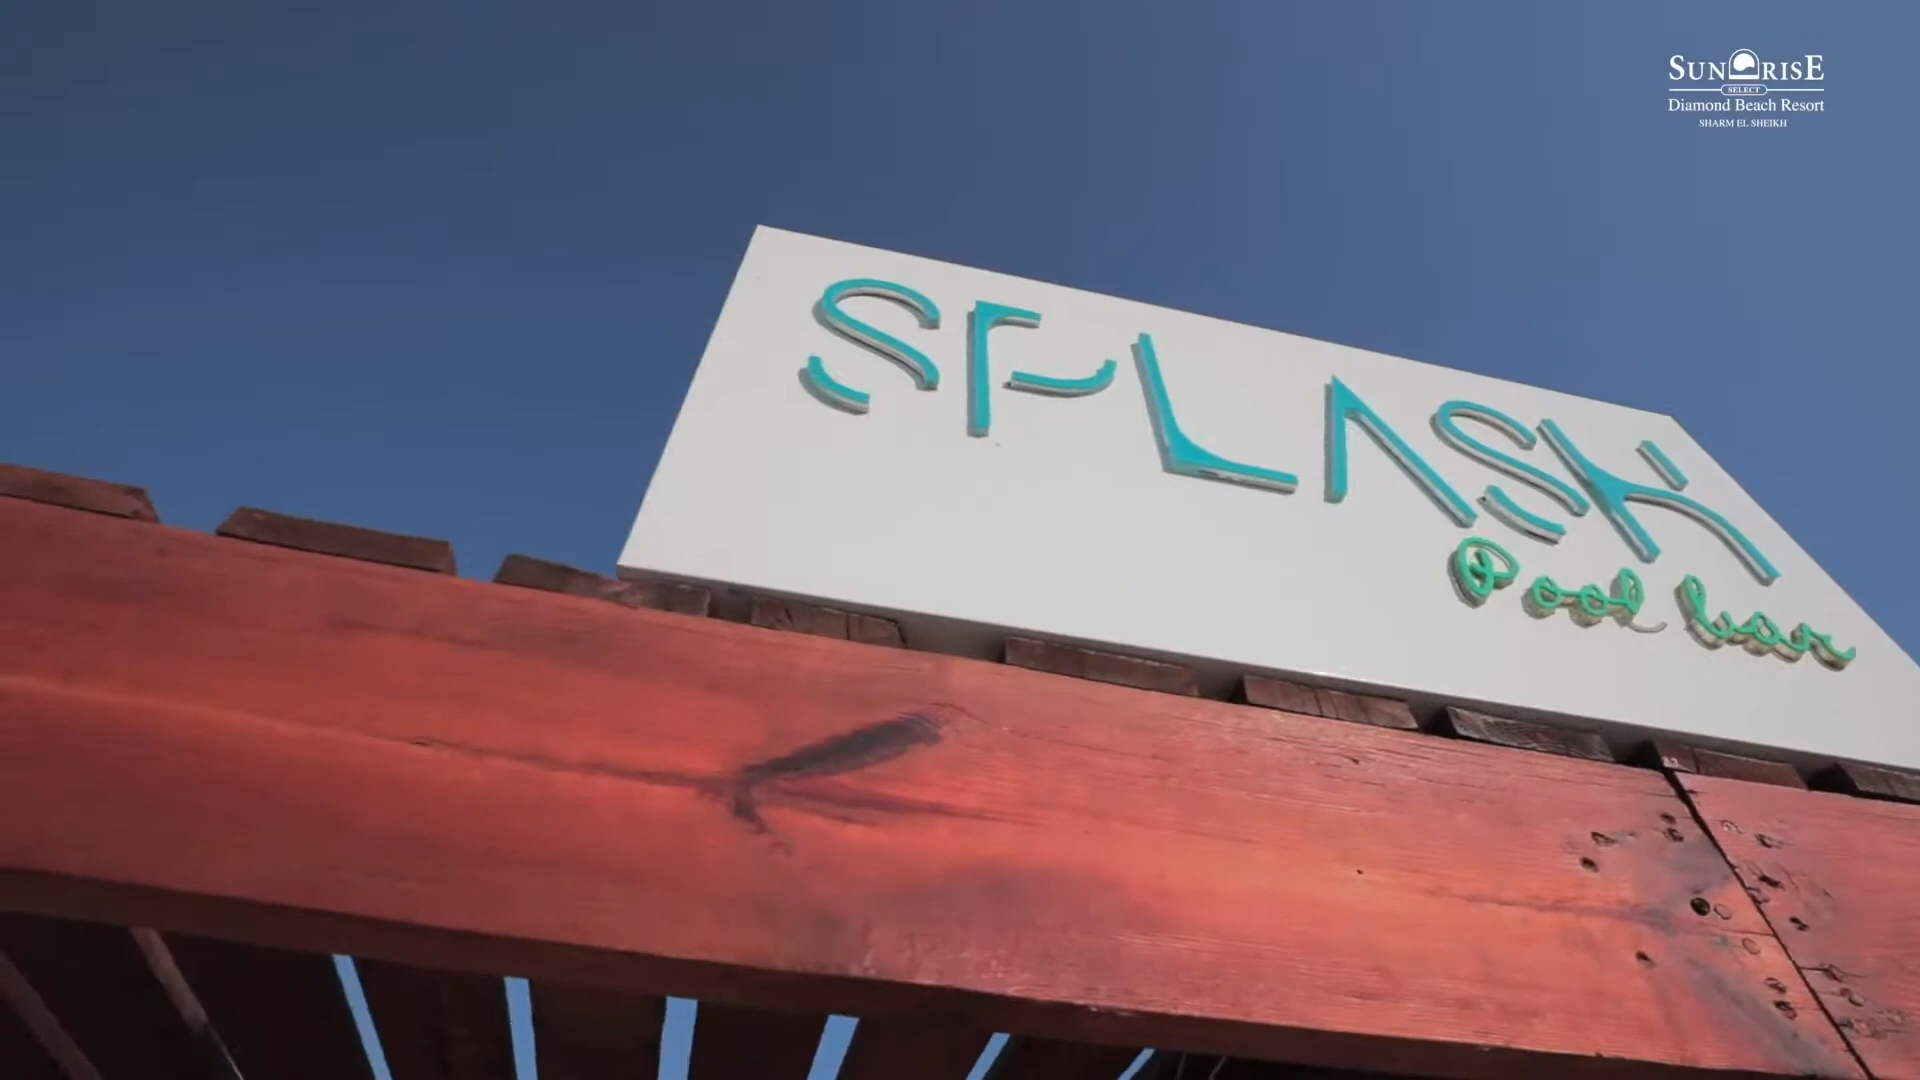 SUNRISE
SELECT
Diamond Beach Resort
SHARM EL SHEIKH
SPLASH
Pool bar